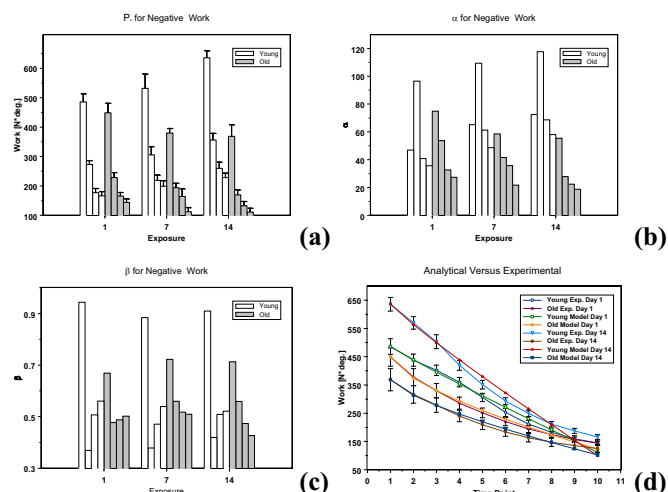 P. for Negative Work
Work [N*deg.]
600
500
400
300
200
100
Young
Old
1
7
14
Exposure
(a)
α for Negative Work
α
120
100
80
60
40
20
0
Young
Old
1
7
14
Exposure
(b)
β for Negative Work
β
0.9
0.7
0.5
0.3
Young
Old
1
7
14
Exposure
(c)
Analytical Versus Experimental
Work [N*deg.]
650
550
450
350
250
150
50
Young Exp. Day 1
Old Exp. Day 1
Young Model Day 1
Old Model Day 1
Young Exp. Day 14
Old Exp. Day 14
Young Model Day 14
Old Model Day 14
0 1 2 3 4 5 6 7 8 9 10 11
Time Point
(d)